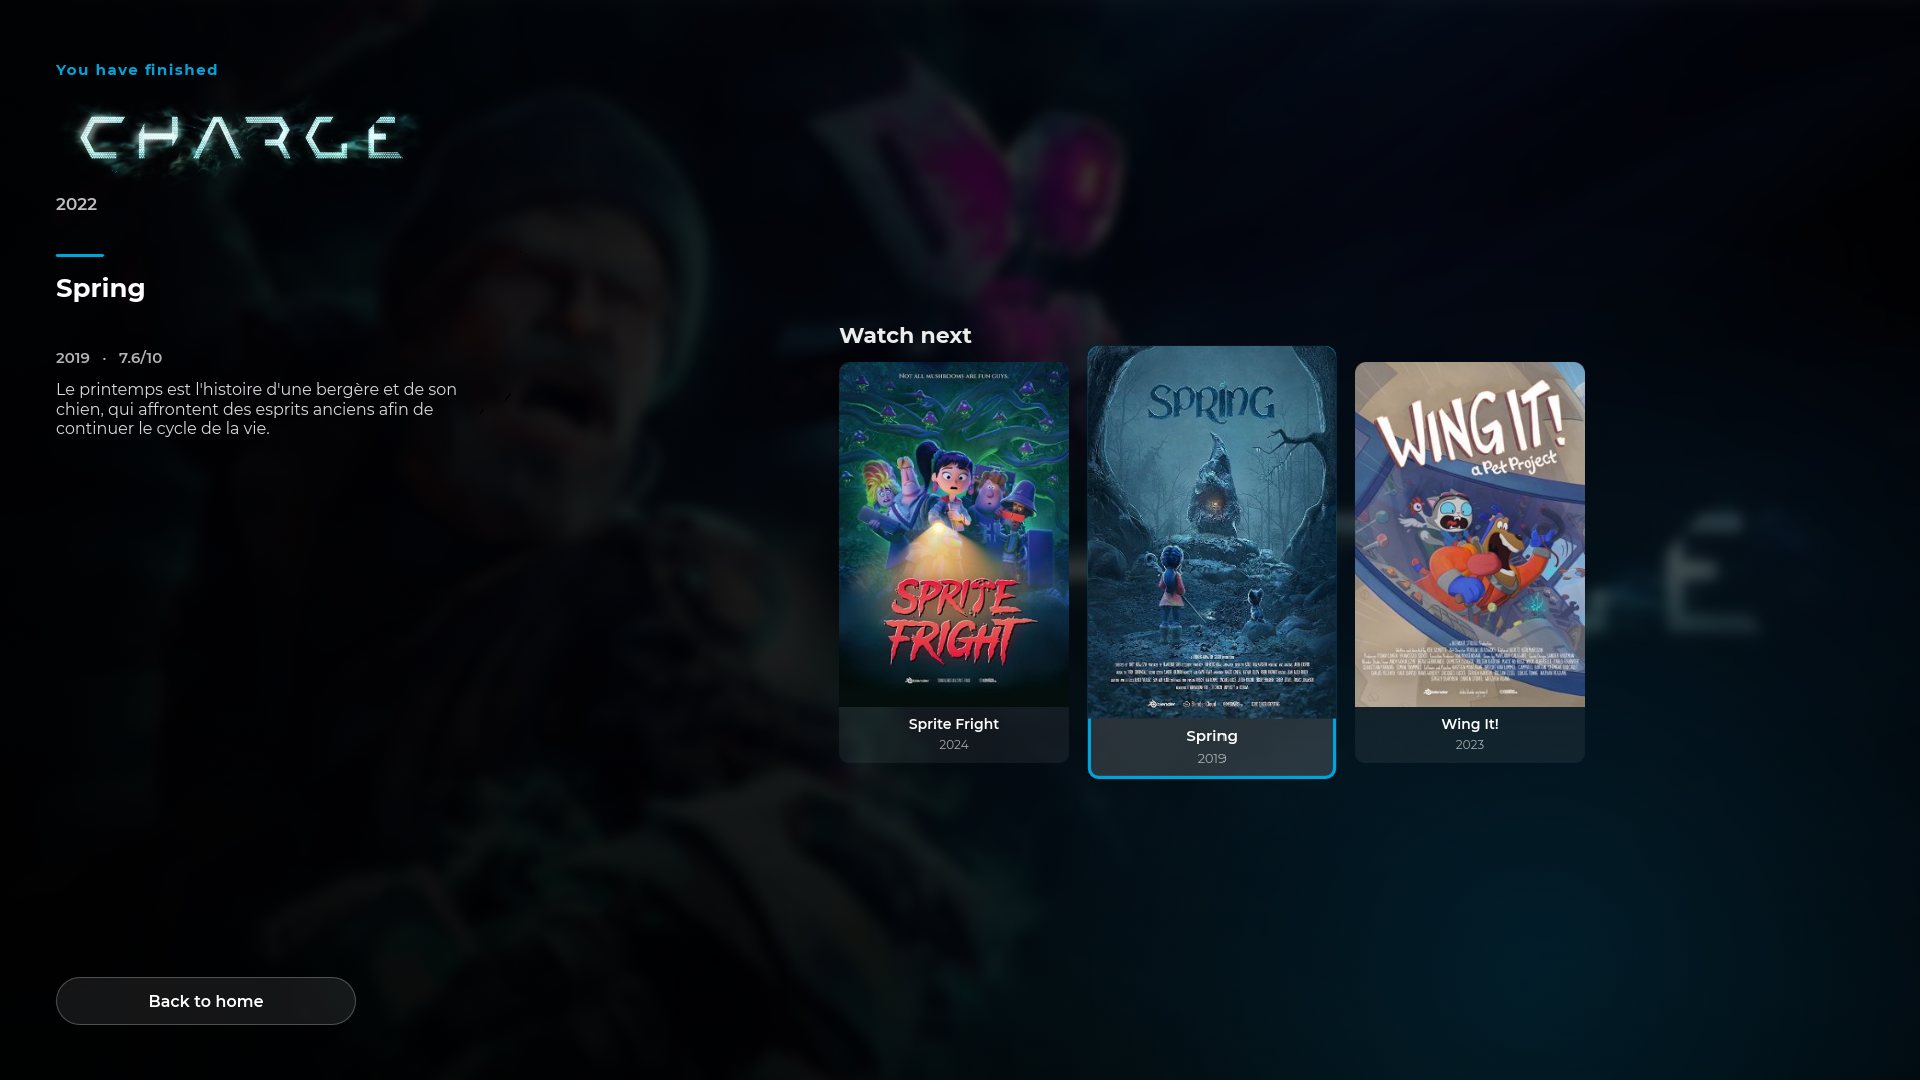 You have finished
CHARGE
2022
Spring
2019 · 7.6/10
Le printemps est l'histoire d'une bergère et de son
chien, qui affrontent des esprits anciens afin de
continuer le cycle de la vie.
Watch next
NOT ALL MUSHROOMS ARE FUN GUYS.
SPRITE
FRIGHT
blender
Sprite Fright
2024
SPRING
blender
Spring
2019
WING IT!
a Pet Project
blender
Wing It!
2023
Back to home